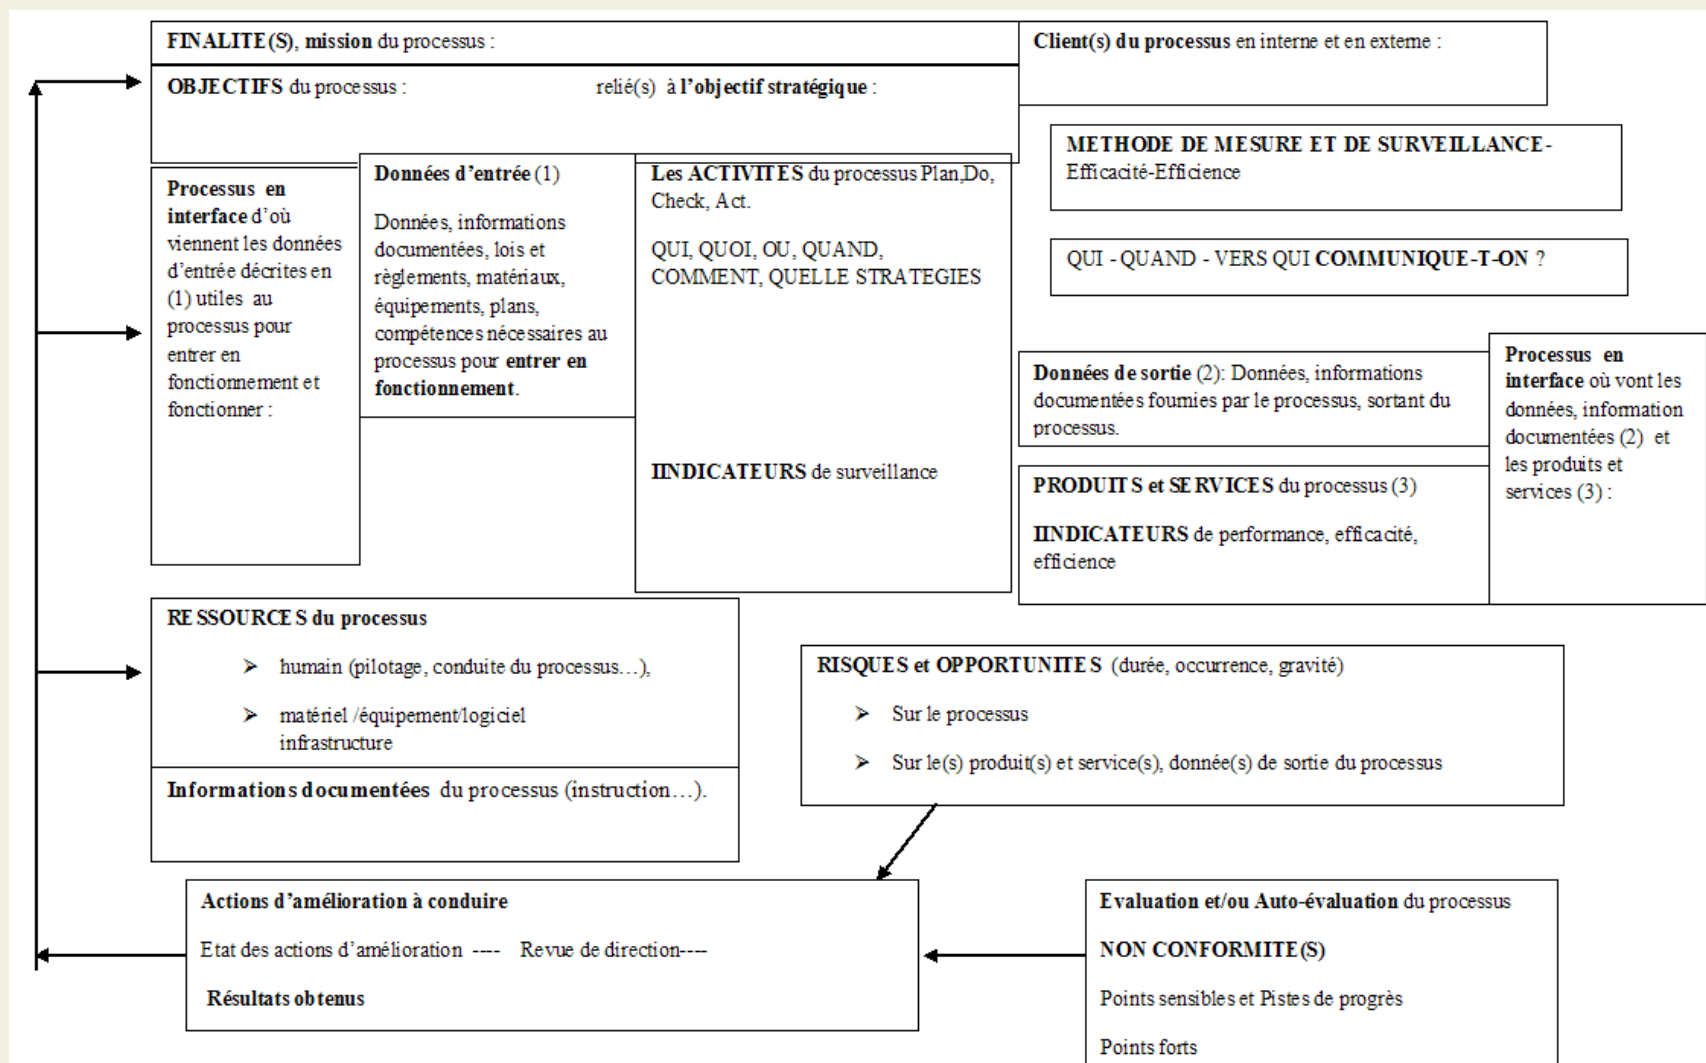 FINALITE(S), mission du processus :
Client(s) du processus en interne et en externe :
OBJECTIFS du processus : relié(s) à l'objectif stratégique :
METHODE DE MESURE ET DE SURVEILLANCE-
Efficacité-Efficience
QUI - QUAND - VERS QUI COMMUNIQUE-T-ON ?
Processus en
interface d'où
viennent les données
d'entrée décrites en
(1) utiles au
processus pour
entrer en
fonctionnement et
fonctionner :
Données d'entrée (1)
Données, informations
documentées, lois et
règlements, matériaux,
équipements, plans,
compétences nécessaires au
processus pour entrer en
fonctionnement.
Les ACTIVITES du processus Plan,Do,
Check, Act.
QUI, QUOI, OU, QUAND,
COMMENT, QUELLE STRATEGIES
IINDICATEURS de surveillance
Données de sortie (2): Données, informations
documentées fournies par le processus, sortant du
processus.
PRODUITS et SERVICES du processus (3)
IINDICATEURS de performance, efficacité,
efficience
Processus en
interface où vont les
données, information
documentées (2) et
les produits et
services (3) :
RESSOURCES du processus
➢ humain (pilotage, conduite du processus…),
➢ matériel /équipement/logiciel
infrastructure
Informations documentées du processus (instruction…).
RISQUES et OPPORTUNITES (durée, occurrence, gravité)
➢ Sur le processus
➢ Sur le(s) produit(s) et service(s), donnée(s) de sortie du processus
Actions d'amélioration à conduire
Etat des actions d'amélioration ---- Revue de direction----
Résultats obtenus
Evaluation et/ou Auto-évaluation du processus
NON CONFORMITE(S)
Points sensibles et Pistes de progrès
Points forts